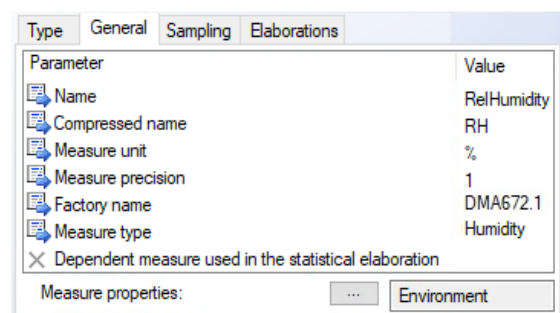 Type General Sampling Elaborations
Parameter Value
Name RelHumidity
Compressed name RH
Measure unit %
Measure precision 1
Factory name DMA672.1
Measure type Humidity
Dependent measure used in the statistical elaboration
Measure properties: ... Environment